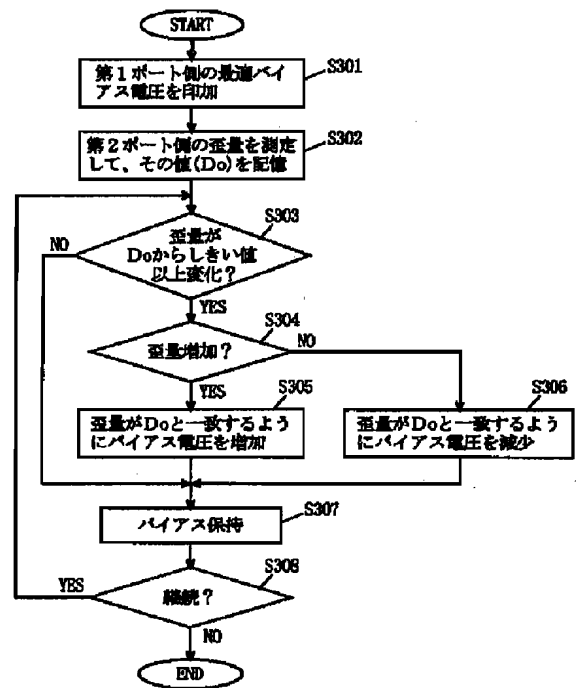 START
第1ポート側の最適バイ
アス電圧を印加
S301
第2ポート側の歪量を測定
して、その値(Do)を記憶
S302
歪量が
Doからしきい値
以上変化?
S303
NO
YES
歪量増加?
S304
NO
YES
歪量がDoと一致するよう
にバイアス電圧を増加
S305
歪量がDoと一致するよう
にバイアス電圧を減少
S306
バイアス保持
S307
継続?
S308
YES
NO
END